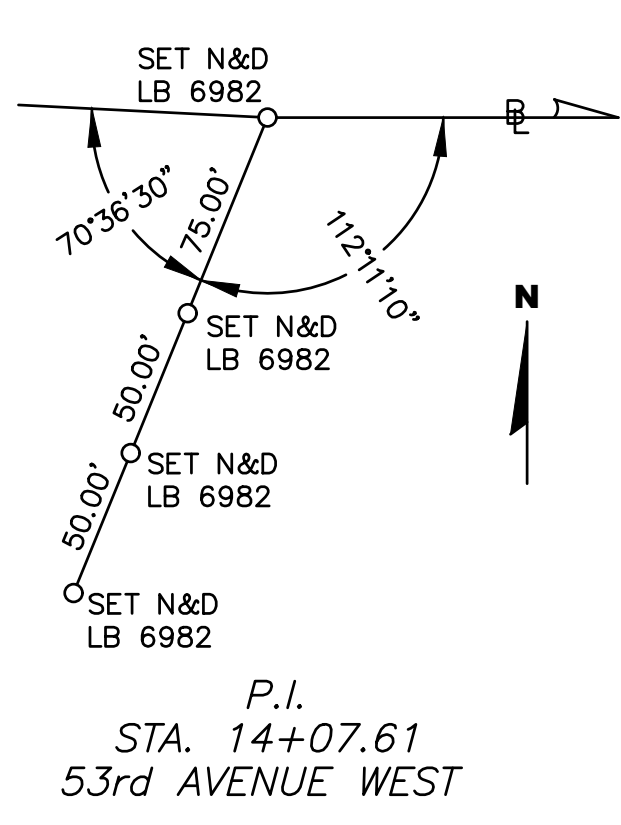 SET N&D
LB 6982
BL
70°36'30"
75.00'
112°11'10"
N
SET N&D
LB 6982
50.00'
SET N&D
LB 6982
50.00'
SET N&D
LB 6982
P.I.
STA. 14+07.61
53rd AVENUE WEST